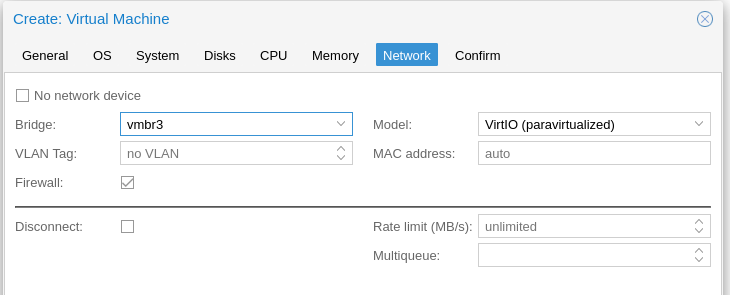 Create: Virtual Machine
General OS System Disks CPU Memory Network Confirm
No network device
Bridge: vmbr3 Model: VirtIO (paravirtualized)
VLAN Tag: no VLAN MAC address: auto
Firewall:
Disconnect: Rate limit (MB/s): unlimited
Multiqueue: